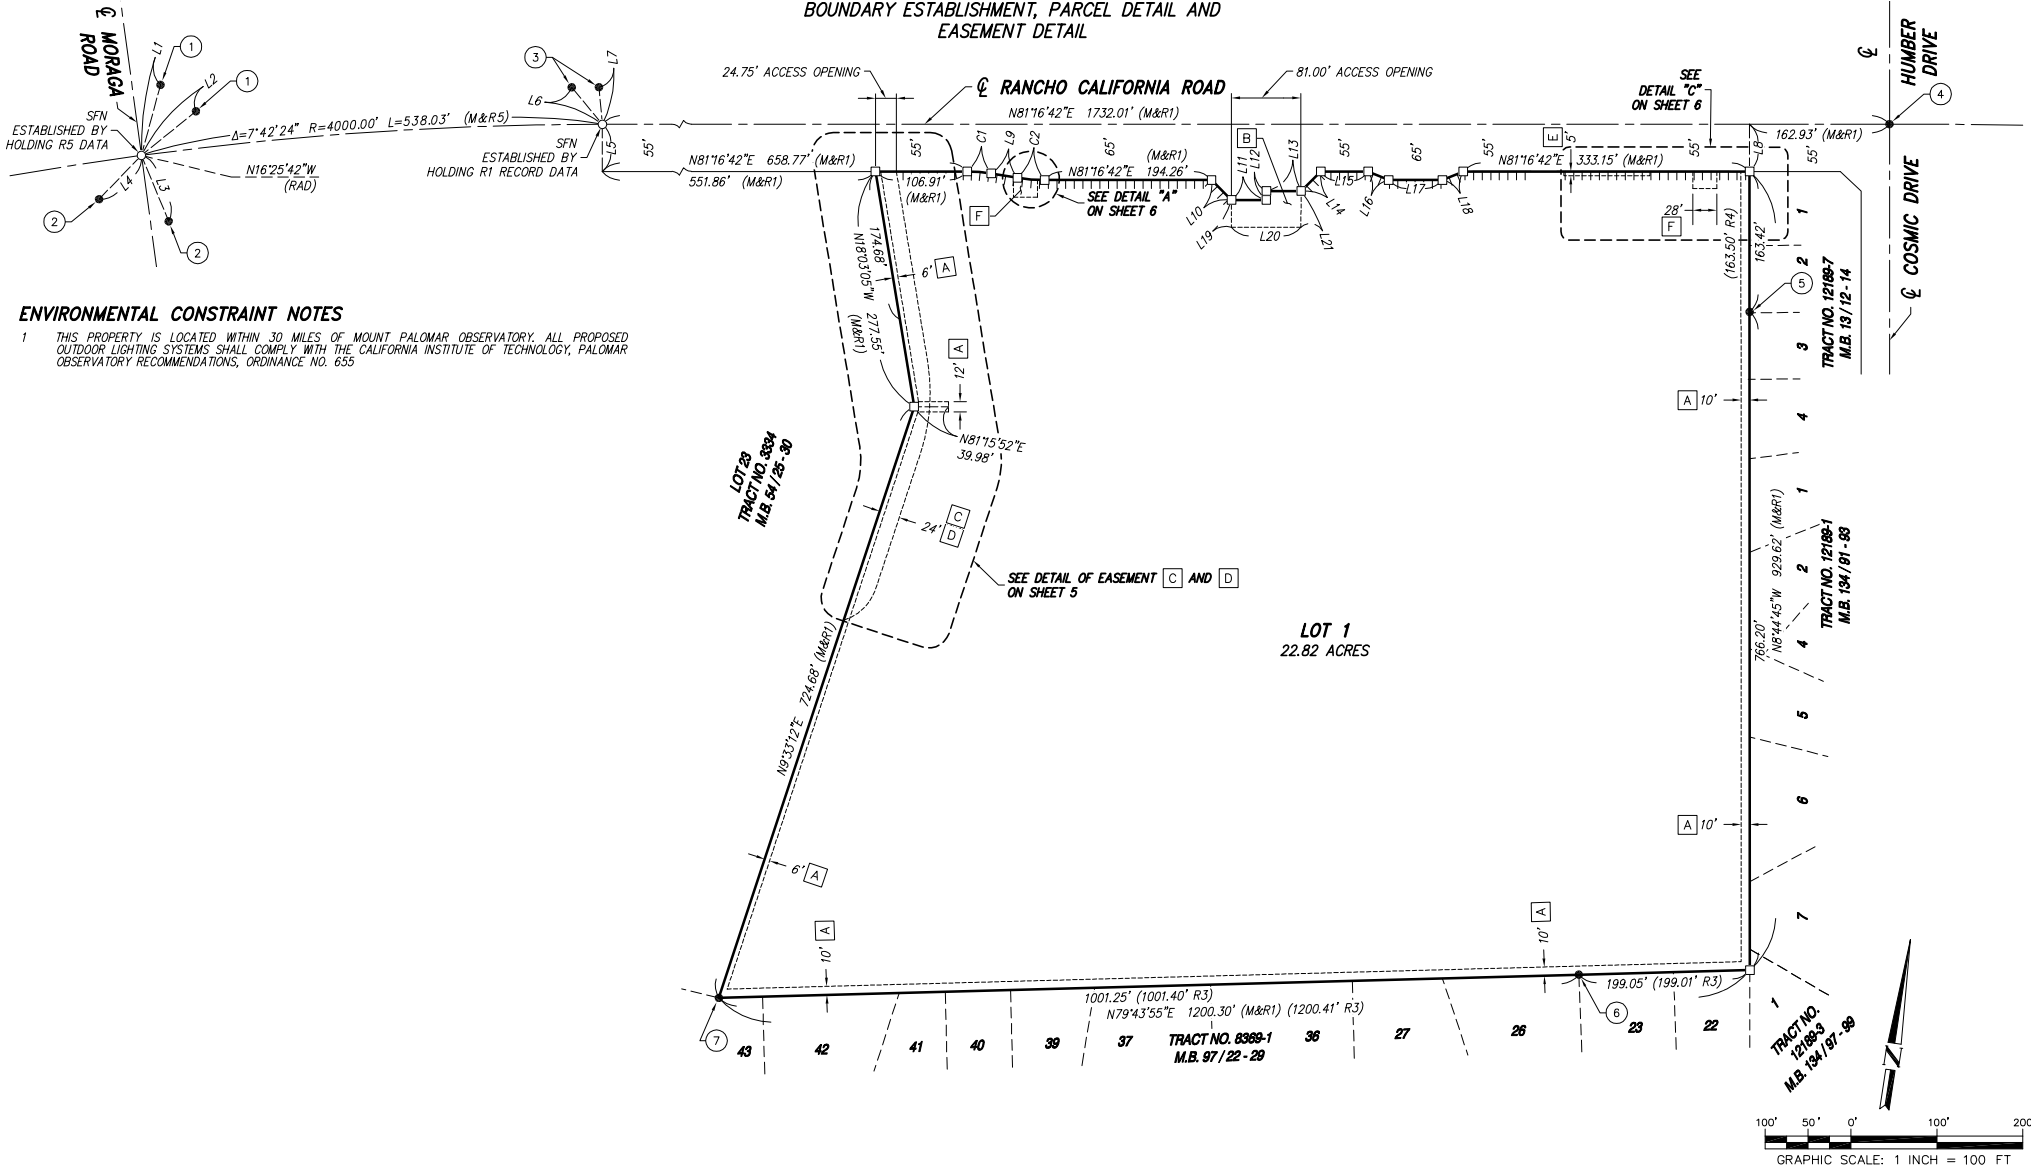 BOUNDARY ESTABLISHMENT, PARCEL DETAIL AND
EASEMENT DETAIL
℄ MORAGA
ROAD
L1
1
L2
1
SFN
ESTABLISHED BY
HOLDING R5 DATA
Δ=7°42'24" R=4000.00' L=538.03' (M&R5)
N16°25'42"W
(RAD)
L4
L3
2
2
3
L7
L6
SFN
ESTABLISHED BY
HOLDING R1 RECORD DATA
L5
55'
24.75' ACCESS OPENING
℄ RANCHO CALIFORNIA ROAD
N81°16'42"E 1732.01' (M&R1)
81.00' ACCESS OPENING
SEE
DETAIL "C"
ON SHEET 6
℄ HUMBER
DRIVE
4
162.93' (M&R1)
N81°16'42"E 658.77' (M&R1)
551.86' (M&R1)
55'
106.91'
(M&R1)
C1
L9
C2
F
65'
N81°16'42"E 194.26'
(M&R1)
SEE DETAIL "A"
ON SHEET 6
B
L10
L11
L12
L13
L19
L20
L21
L14
55'
L15
L16
65'
L17
L18
55'
N81°16'42"E 333.15' (M&R1)
E
5'
55'
28'
F
L8
55'
(163.50' R4)
163.42'
5
℄ COSMIC DRIVE
1
2
3
4
TRACT NO. 12189-7
M.B. 13 / 12 - 14
ENVIRONMENTAL CONSTRAINT NOTES
1 THIS PROPERTY IS LOCATED WITHIN 30 MILES OF MOUNT PALOMAR OBSERVATORY. ALL PROPOSED
OUTDOOR LIGHTING SYSTEMS SHALL COMPLY WITH THE CALIFORNIA INSTITUTE OF TECHNOLOGY, PALOMAR
OBSERVATORY RECOMMENDATIONS, ORDINANCE NO. 655
174.68'
N18°03'05"W 277.55'
(M&R1)
6' A
A
12'
N81°15'52"E
39.98'
LOT 23
TRACT NO. 3334
M.B. 54 / 25 - 30
24' C
D
SEE DETAIL OF EASEMENT C AND D
ON SHEET 5
A 10'
LOT 1
22.82 ACRES
766.20'
N8°44'45"W 929.62' (M&R1)
1
2
4
5
6
7
TRACT NO. 12189-1
M.B. 134 / 91 - 93
A 10'
N9°33'12"E 724.68' (M&R1)
6' A
10' A
10' A
1001.25' (1001.40' R3)
N79°43'55"E 1200.30' (M&R1) (1200.41' R3)
199.05' (199.01' R3)
6
7
43
42
41
40
39
37
TRACT NO. 8369-1
M.B. 97 / 22 - 29
36
27
26
23
22
1
TRACT NO.
12189-3
M.B. 134 / 97 - 99
N
100' 50' 0' 100' 200
GRAPHIC SCALE: 1 INCH = 100 FT